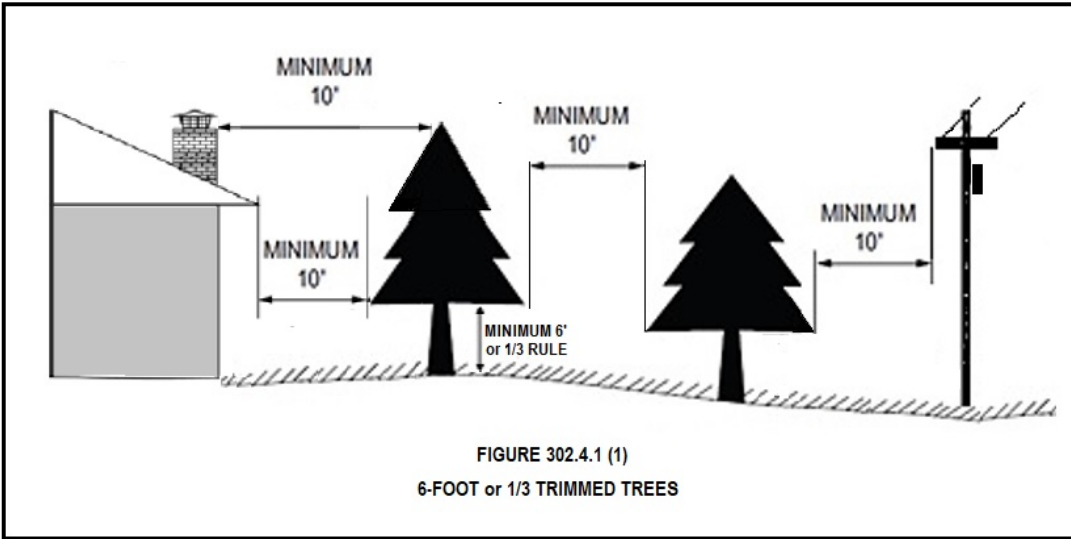 MINIMUM
10"
MINIMUM
10"
MINIMUM
10"
MINIMUM
10"
MINIMUM 6'
or 1/3 RULE
FIGURE 302.4.1 (1)
6-FOOT or 1/3 TRIMMED TREES